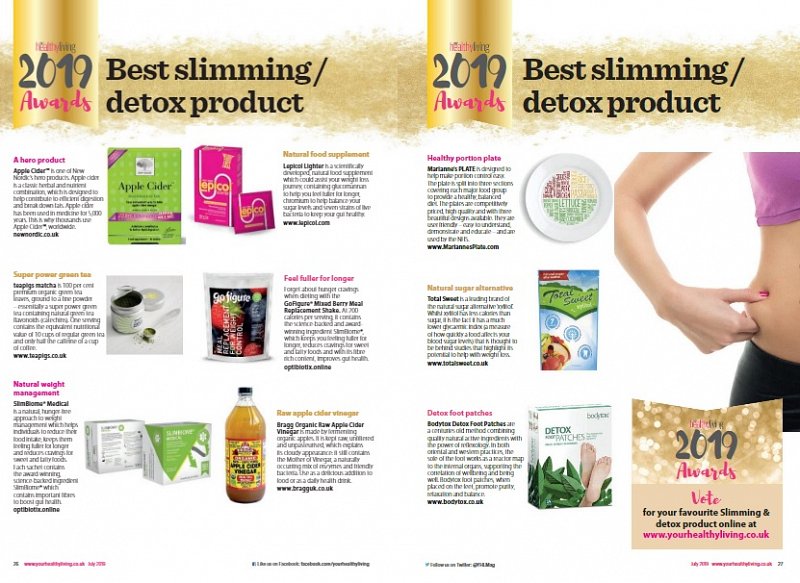 healthyliving
2019
Awards
Best slimming/
detox product
A hero product
Apple Cider™ is one of New
Nordic's hero products. Apple cider
is a classic herbal and nutrient
combination, which is designed to
help contribute to efficient digestion
and break down fats. Apple cider
has been used in medicine for 1,000
years. This is why thousands use
Apple Cider™, worldwide.
newnordic.co.uk
NEW NORDIC
Apple Cider
lepicol
LIGHTER
Natural food supplement
Lepicol Lighter is a scientifically
developed, natural food supplement
which could assist your weight loss
journey, containing glucomannan
to help you feel fuller for longer,
chromium to help balance your
sugar levels and seven strains of live
bacteria to keep your gut healthy.
www.lepicol.com
Super power green tea
teapigs matcha is 100 per cent
premium organic green tea
leaves, ground to a fine powder
– essentially a super power green
tea containing natural green tea
flavonoids (catechins). One serving
contains the equivalent nutritional
value of 10 cups of regular green tea
and only half the caffeine of a cup of
coffee.
www.teapigs.co.uk
GoFigure
MEAL
REPLACEMENT
FOR WEIGHT
CONTROL
Feel fuller for longer
Forget about hunger cravings
when dieting with the
GoFigure® Mixed Berry Meal
Replacement Shake. At 200
calories per serving, it contains
the science-backed and award
winning ingredient SlimBiome®,
which keeps you feeling fuller for
longer, reduces cravings for sweet
and fatty foods and with its fibre
rich content, improves gut health.
optibiotix.online
Natural weight
management
SlimBiome® Medical
is a natural, hunger-free
approach to weight
management which helps
individuals to reduce their
food intake, keeps them
feeling fuller for longer
and reduces cravings for
sweet and fatty foods.
Each sachet contains
the award-winning,
science-backed ingredient
SlimBiome® which
contains important fibres
to boost gut health.
optibiotix.online
SLIMBIOME
MEDICAL
BRAGG
ORGANIC
APPLE CIDER
VINEGAR
Raw apple cider vinegar
Bragg Organic Raw Apple Cider
Vinegar is made by fermenting
organic apples. It is kept raw, unfiltered
and unpasteurised, which explains
its cloudy appearance; it still contains
the Mother of Vinegar, a naturally
occurring mix of enzymes and friendly
bacteria. Use as a delicious addition to
food or as a daily health drink.
www.bragguk.co.uk
26 www.yourhealthyliving.co.uk July 2019
Like us on Facebook: facebook.com/yourhealthyliving
healthyliving
2019
Awards
Best slimming/
detox product
Healthy portion plate
Marianne's PLATE is designed to
help make portion control easy.
The plate is split into three sections
covering each major food group
to provide a healthy, balanced
diet. The plates are competitively
priced, high quality and with three
beautiful designs available. They are
user friendly – easy to understand,
demonstrate and educate – and are
used by the NHS.
www.MariannesPlate.com
LETTUCE
Natural sugar alternative
Total Sweet is a leading brand of
the natural sugar alternative 'xylitol'.
Whilst xylitol has less calories than
sugar, it is the fact it has a much
lower glycaemic index (a measure
of how quickly a food affects your
blood sugar levels) that is thought to
be behind studies that highlight its
potential to help with weight loss.
www.totalsweet.co.uk
Total
Sweet
Detox foot patches
Bodytox Detox Foot Patches are
a centuries old method combining
quality natural active ingredients with
the power of reflexology. In both
oriental and western practices, the
sole of the foot works as a reactor map
to the internal organs, supporting the
correlation of wellbeing and being
well. Bodytox foot patches, when
placed on the feet, promote purity,
relaxation and balance.
www.bodytox.co.uk
bodytox
DETOX
FOOT
PATCHES
healthyliving
2019
Awards
Vote
for your favourite Slimming &
detox product online at
www.yourhealthyliving.co.uk
Follow us on Twitter: @YHLMag
July 2019 www.yourhealthyliving.co.uk 27